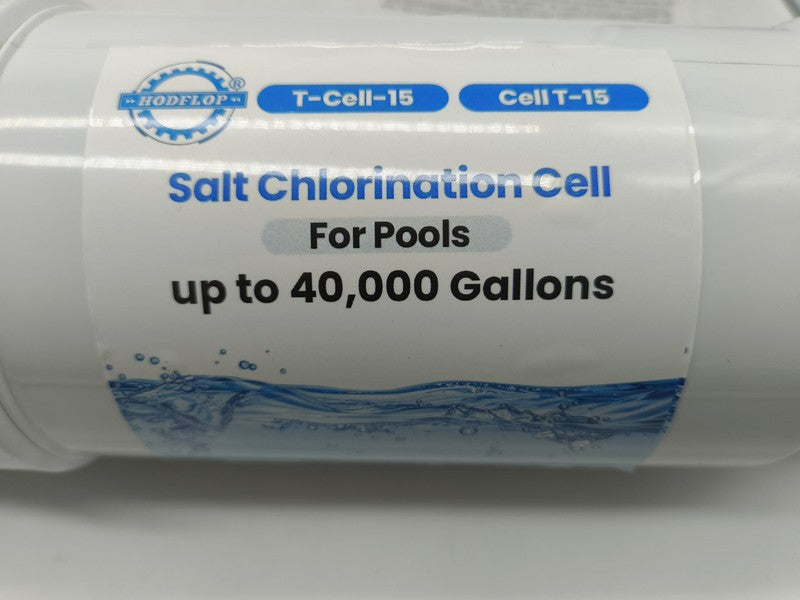 HODFLOP ®
T-Cell-15
Cell T-15
Salt Chlorination Cell
For Pools
up to 40,000 Gallons